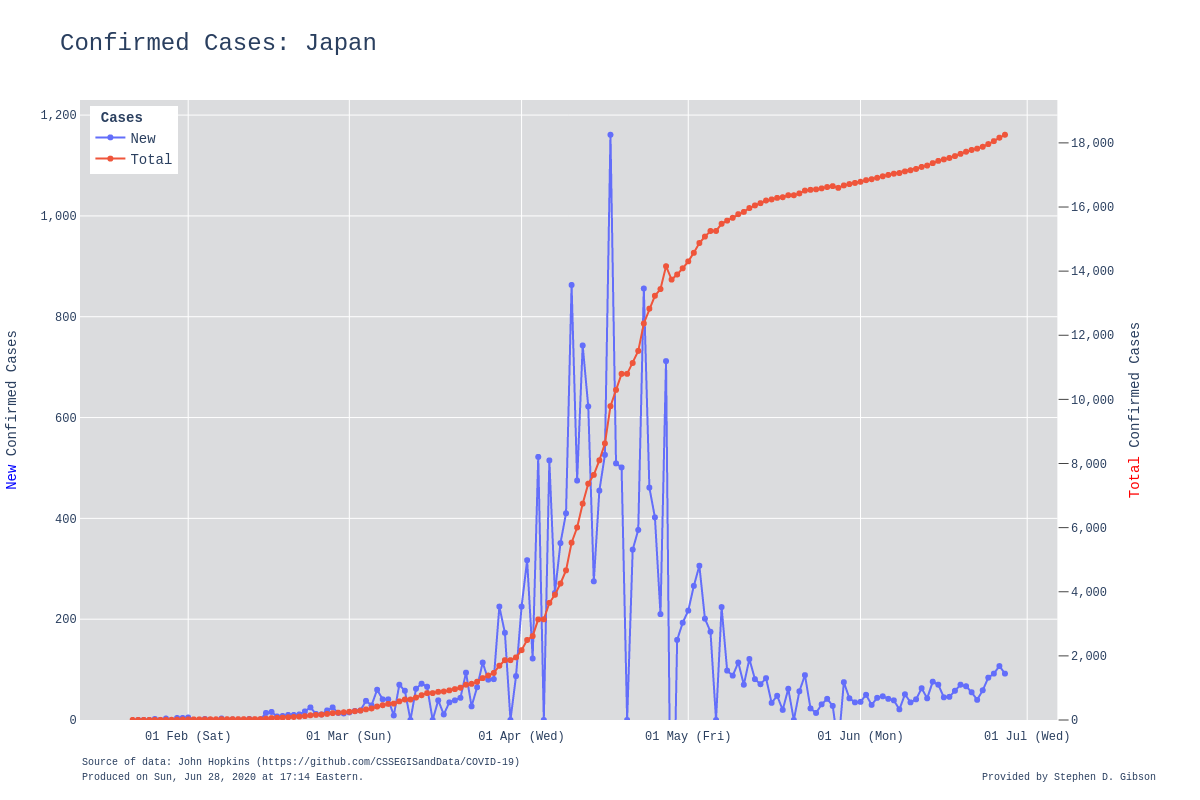 Confirmed Cases: Japan
Cases
New
Total
1,200
1,000
800
600
400
200
0
18,000
16,000
14,000
12,000
10,000
8,000
6,000
4,000
2,000
0
New Confirmed Cases
Total Confirmed Cases
01 Feb (Sat)
01 Mar (Sun)
01 Apr (Wed)
01 May (Fri)
01 Jun (Mon)
01 Jul (Wed)
Source of data: John Hopkins (https://github.com/CSSEGISandData/COVID-19)
Produced on Sun, Jun 28, 2020 at 17:14 Eastern.
Provided by Stephen D. Gibson